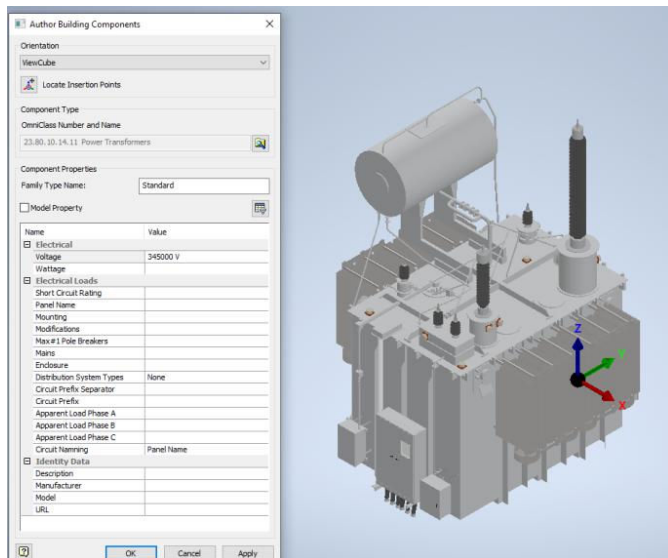 Author Building Components
Orientation
ViewCube
Locate Insertion Points
Component Type
OmniClass Number and Name
23.80.10.14.11 Power Transformers
Component Properties
Family Type Name: Standard
Model Property
Name Value
Electrical
Voltage 345000 V
Wattage
Electrical Loads
Short Circuit Rating
Panel Name
Mounting
Modifications
Max#1 Pole Breakers
Mains
Enclosure
Distribution System Types None
Circuit Prefix Separator
Circuit Prefix
Apparent Load Phase A
Apparent Load Phase B
Apparent Load Phase C
Circuit Namning Panel Name
Identity Data
Description
Manufacturer
Model
URL
OK Cancel Apply
Z
Y
X